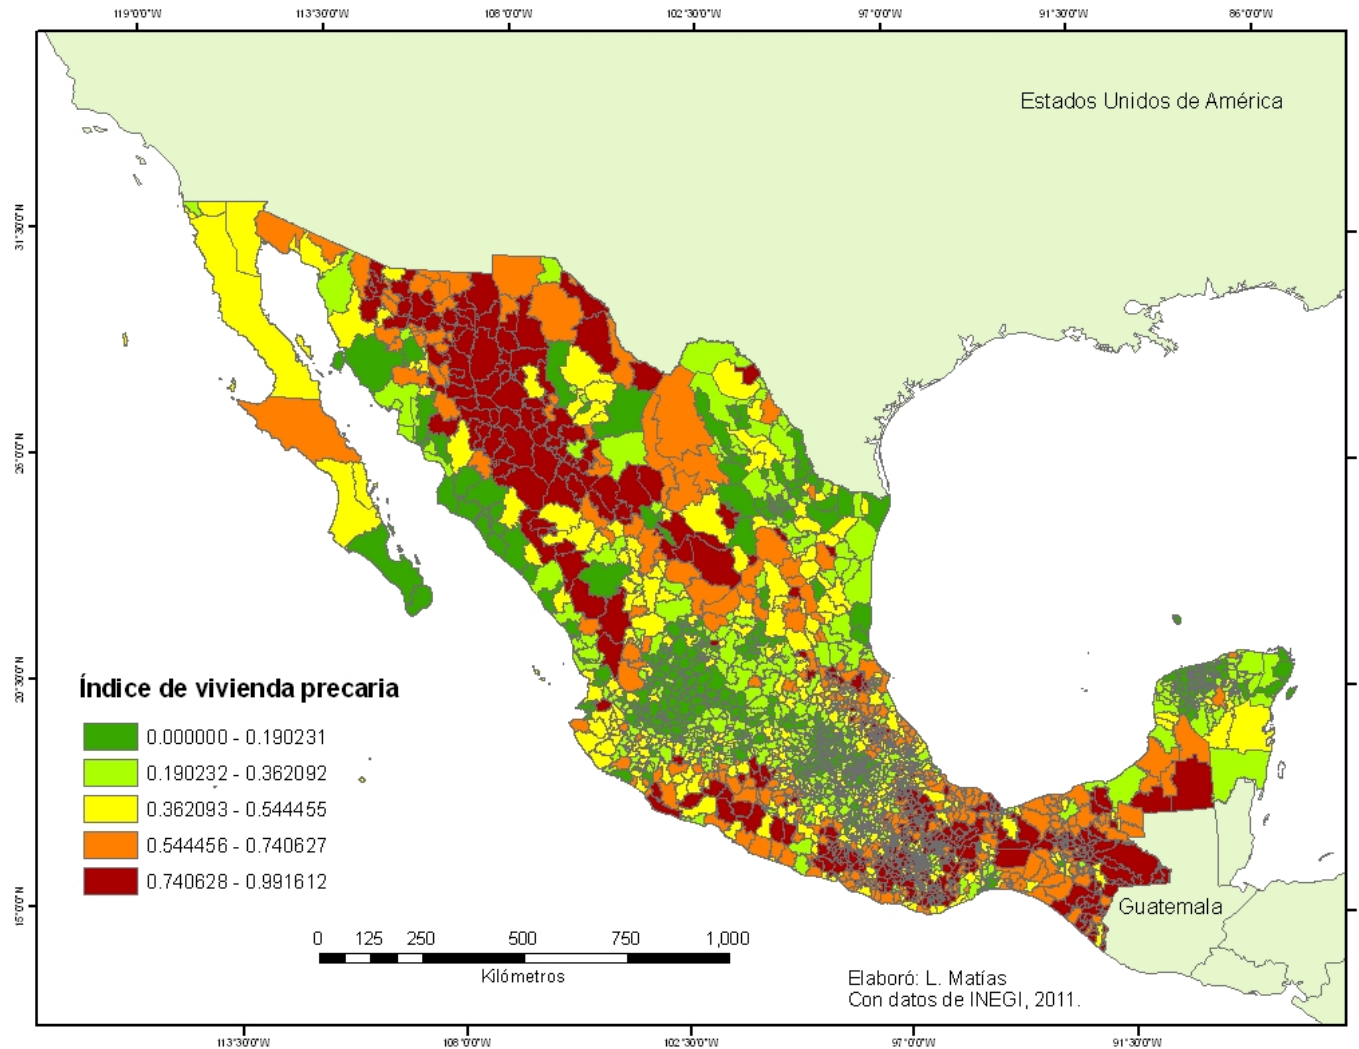 119°0'0"W 113°30'0"W 108°0'0"W 102°30'0"W 97°0'0"W 91°30'0"W 86°0'0"W
Estados Unidos de América
31°30'0"N
26°0'0"N
20°30'0"N
Índice de vivienda precaria
0.000000 - 0.190231
0.190232 - 0.362092
0.362093 - 0.544455
0.544456 - 0.740627
0.740628 - 0.991612
15°0'0"N
Guatemala
0 125 250 500 750 1,000
Kilómetros
Elaboró: L. Matías
Con datos de INEGI, 2011.
113°30'0"W 108°0'0"W 102°30'0"W 97°0'0"W 91°30'0"W